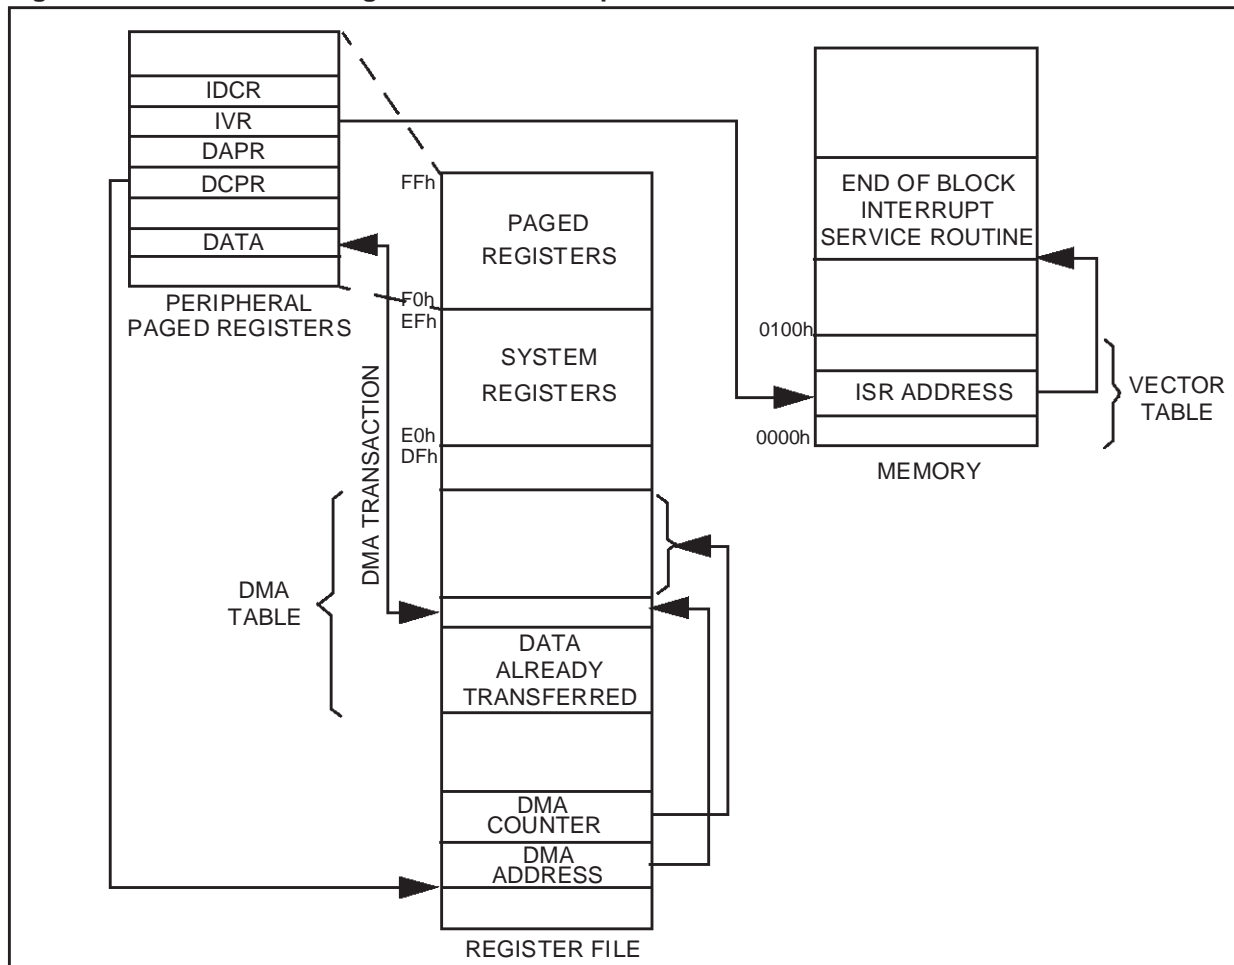 IDCR
IVR
DAPR
DCPR
DATA
PERIPHERAL
PAGED REGISTERS
DMA TRANSACTION
DMA
TABLE
FFh
F0h
EFh
E0h
DFh
PAGED
REGISTERS
SYSTEM
REGISTERS
DATA
ALREADY
TRANSFERRED
DMA
COUNTER
DMA
ADDRESS
REGISTER FILE
END OF BLOCK
INTERRUPT
SERVICE ROUTINE
0100h
ISR ADDRESS
0000h
MEMORY
VECTOR
TABLE